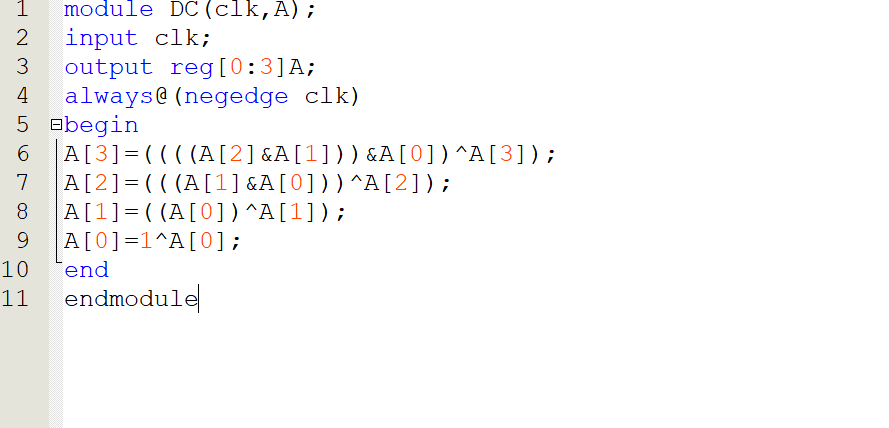 1 module DC(clk,A);
2 input clk;
3 output reg[0:3]A;
4 always@(negedge clk)
5 begin
6 A[3]=((((A[2]&A[1]))&A[0])^A[3]);
7 A[2]=(((A[1]&A[0]))^A[2]);
8 A[1]=((A[0])^A[1]);
9 A[0]=1^A[0];
10 end
11 endmodule